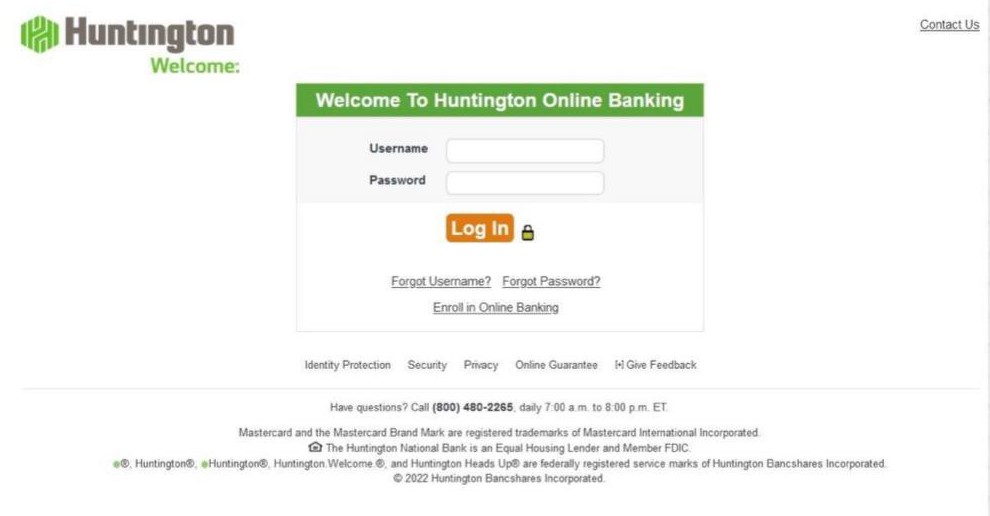 Huntington
Contact Us
Welcome:
Welcome To Huntington Online Banking
Username
Password
Log In
Forgot Username? Forgot Password?
Enroll in Online Banking
Identity Protection Security Privacy Online Guarantee [+] Give Feedback
Have questions? Call (800) 480-2265, daily 7:00 a.m. to 8:00 p.m. ET.
Mastercard and the Mastercard Brand Mark are registered trademarks of Mastercard International Incorporated.
The Huntington National Bank is an Equal Housing Lender and Member FDIC.
®, Huntington®, Huntington®, Huntington.Welcome.®, and Huntington Heads Up® are federally registered service marks of Huntington Bancshares Incorporated.
© 2022 Huntington Bancshares Incorporated.